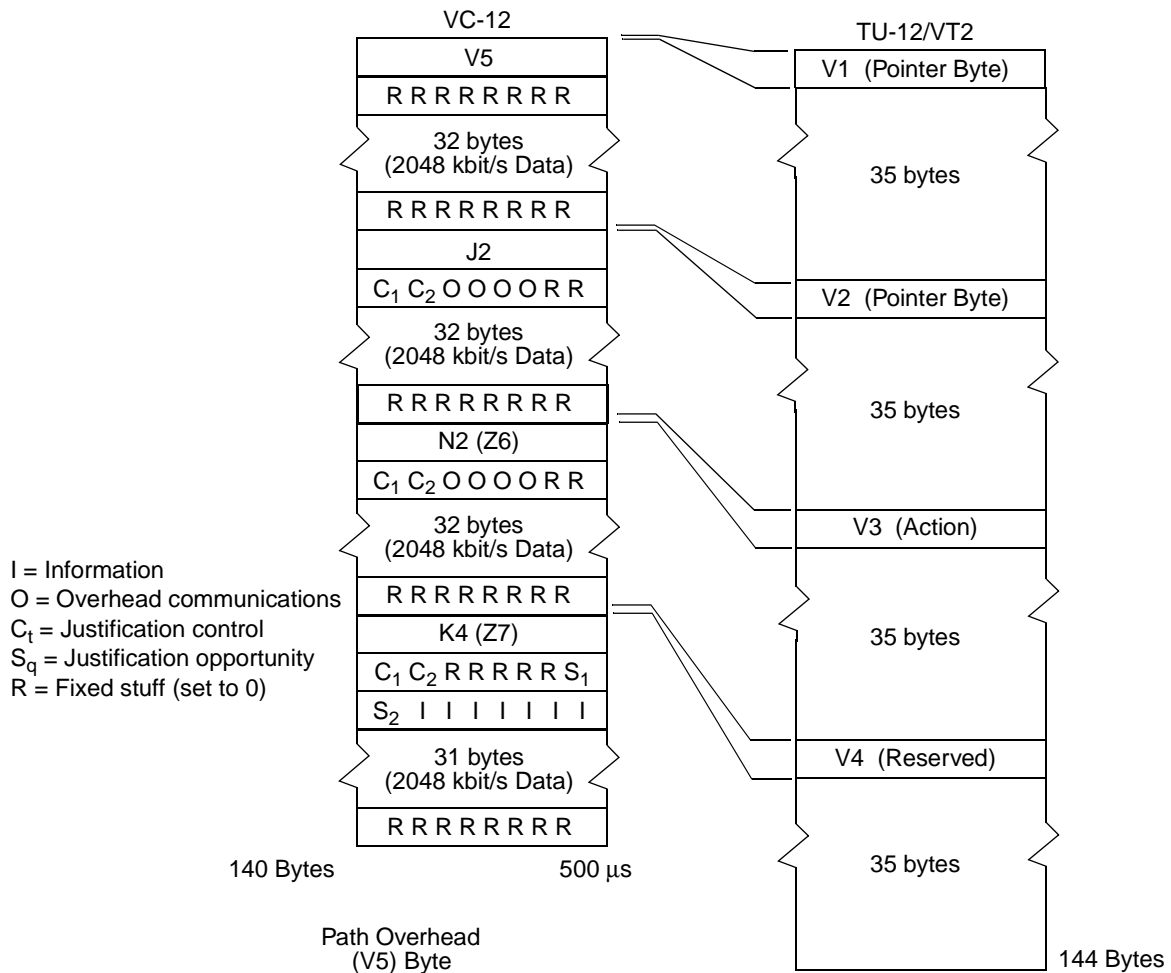 VC-12
V5
R R R R R R R R
32 bytes
(2048 kbit/s Data)
R R R R R R R R
J2
C1 C2 O O O O R R
32 bytes
(2048 kbit/s Data)
R R R R R R R R
N2 (Z6)
C1 C2 O O O O R R
32 bytes
(2048 kbit/s Data)
R R R R R R R R
K4 (Z7)
C1 C2 R R R R R S1
S2 I I I I I I I
31 bytes
(2048 kbit/s Data)
R R R R R R R R
140 Bytes
500 µs
I = Information
O = Overhead communications
Ct = Justification control
Sq = Justification opportunity
R = Fixed stuff (set to 0)
Path Overhead
(V5) Byte
TU-12/VT2
V1 (Pointer Byte)
35 bytes
V2 (Pointer Byte)
35 bytes
V3 (Action)
35 bytes
V4 (Reserved)
35 bytes
144 Bytes